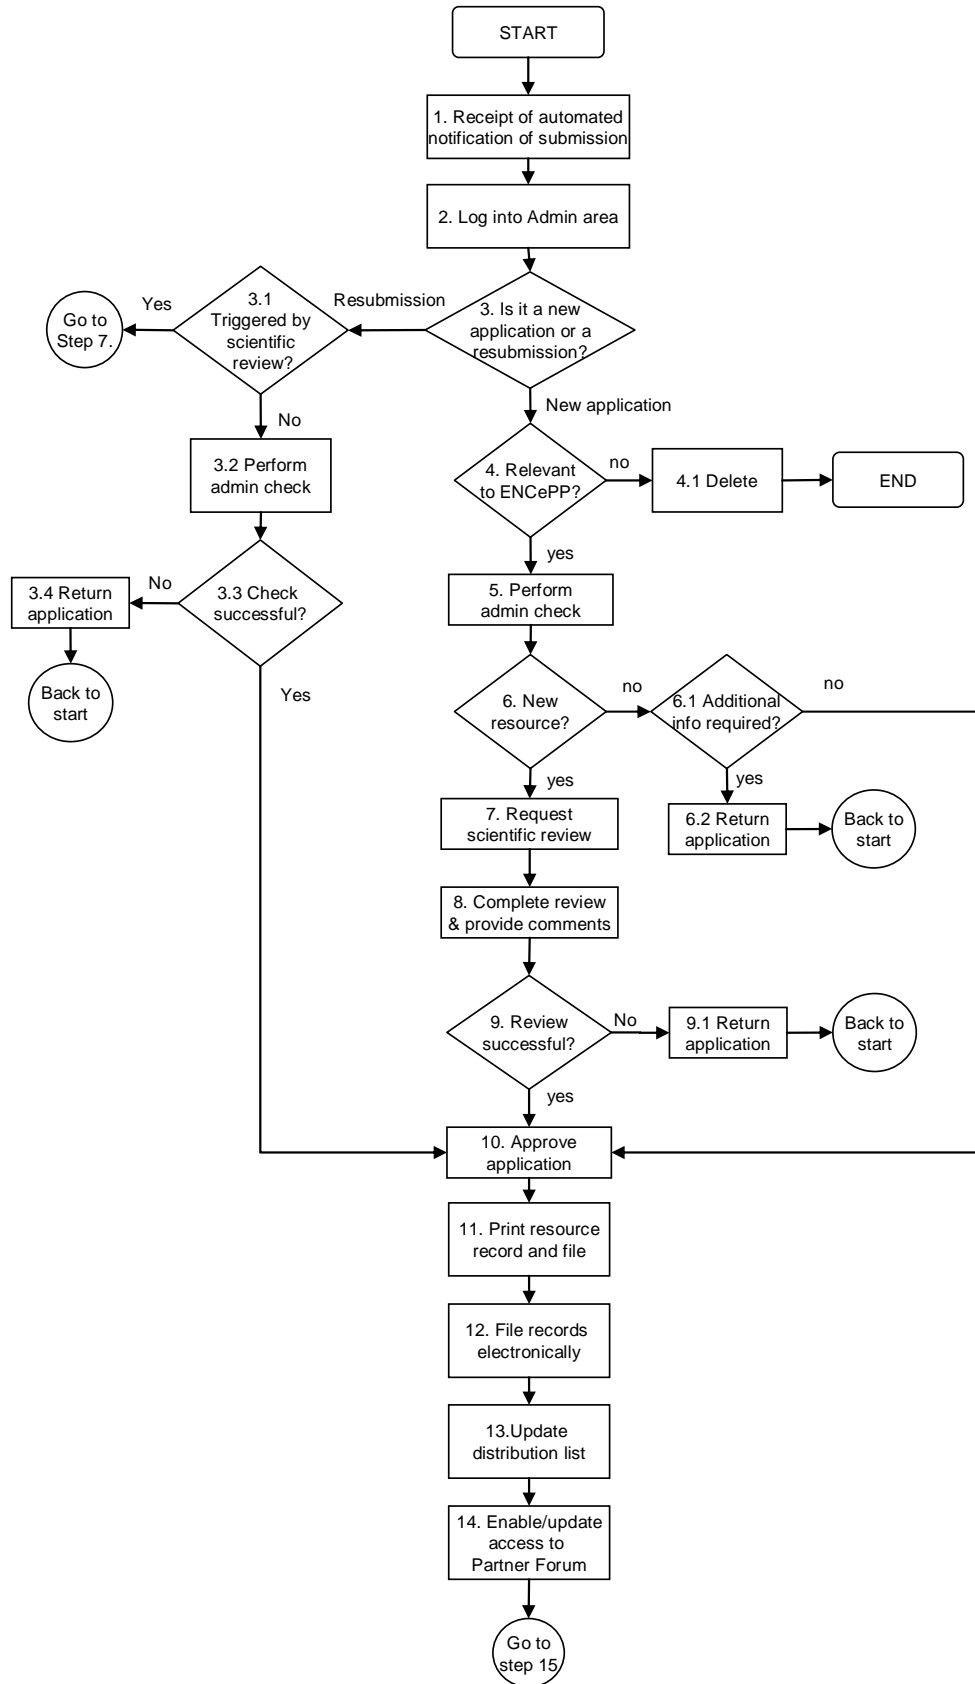 START
1. Receipt of automated
notification of submission
2. Log into Admin area
3. Is it a new
application or a
resubmission?
Resubmission
3.1
Triggered by
scientific
review?
Yes
Go to
Step 7.
No
3.2 Perform
admin check
3.3 Check
successful?
No
3.4 Return
application
Back to
start
Yes
New application
4. Relevant
to ENCePP?
no
4.1 Delete
END
yes
5. Perform
admin check
6. New
resource?
no
6.1 Additional
info required?
no
yes
6.2 Return
application
Back to
start
yes
7. Request
scientific review
8. Complete review
& provide comments
9. Review
successful?
No
9.1 Return
application
Back to
start
yes
10. Approve
application
11. Print resource
record and file
12. File records
electronically
13.Update
distribution list
14. Enable/update
access to
Partner Forum
Go to
step 15